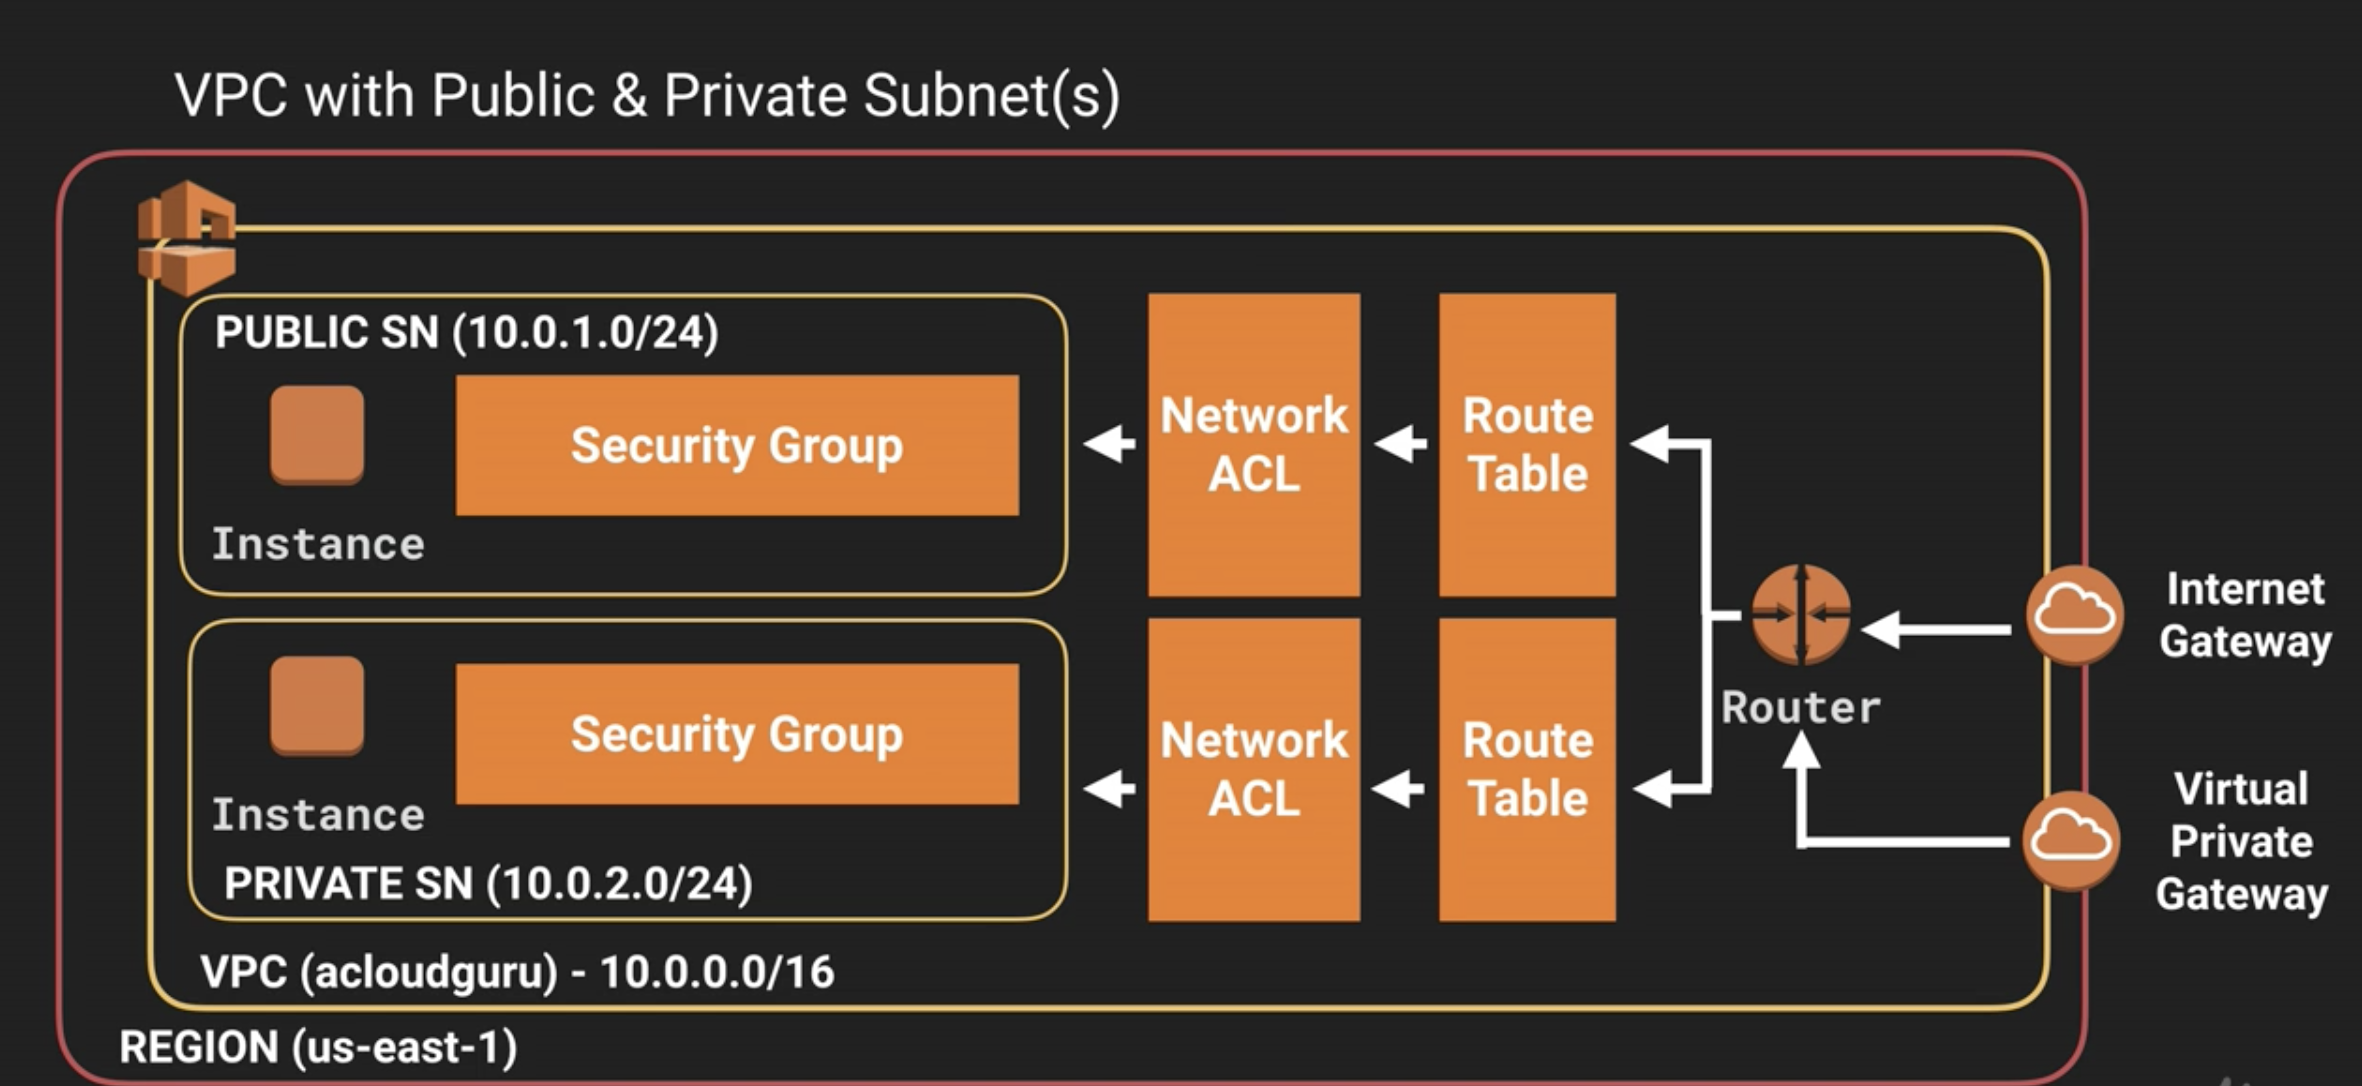 VPC with Public & Private Subnet(s)
PUBLIC SN (10.0.1.0/24)
Instance
Security Group
Network
ACL
Route
Table
Instance
Security Group
PRIVATE SN (10.0.2.0/24)
Network
ACL
Route
Table
Router
Internet
Gateway
Virtual
Private
Gateway
VPC (acloudguru) - 10.0.0.0/16
REGION (us-east-1)